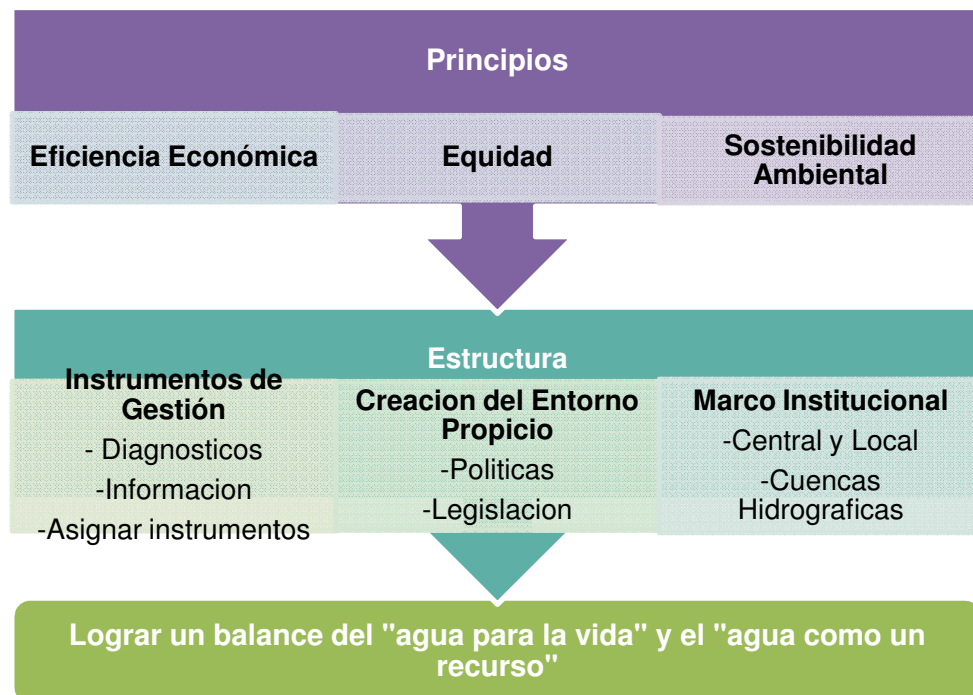 Principios
Eficiencia Económica
Equidad
Sostenibilidad
Ambiental
Estructura
Instrumentos de
Gestión
- Diagnosticos
-Informacion
-Asignar instrumentos
Creacion del Entorno
Propicio
-Politicas
-Legislacion
Marco Institucional
-Central y Local
-Cuencas
Hidrograficas
Lograr un balance del "agua para la vida" y el "agua como un
recurso"